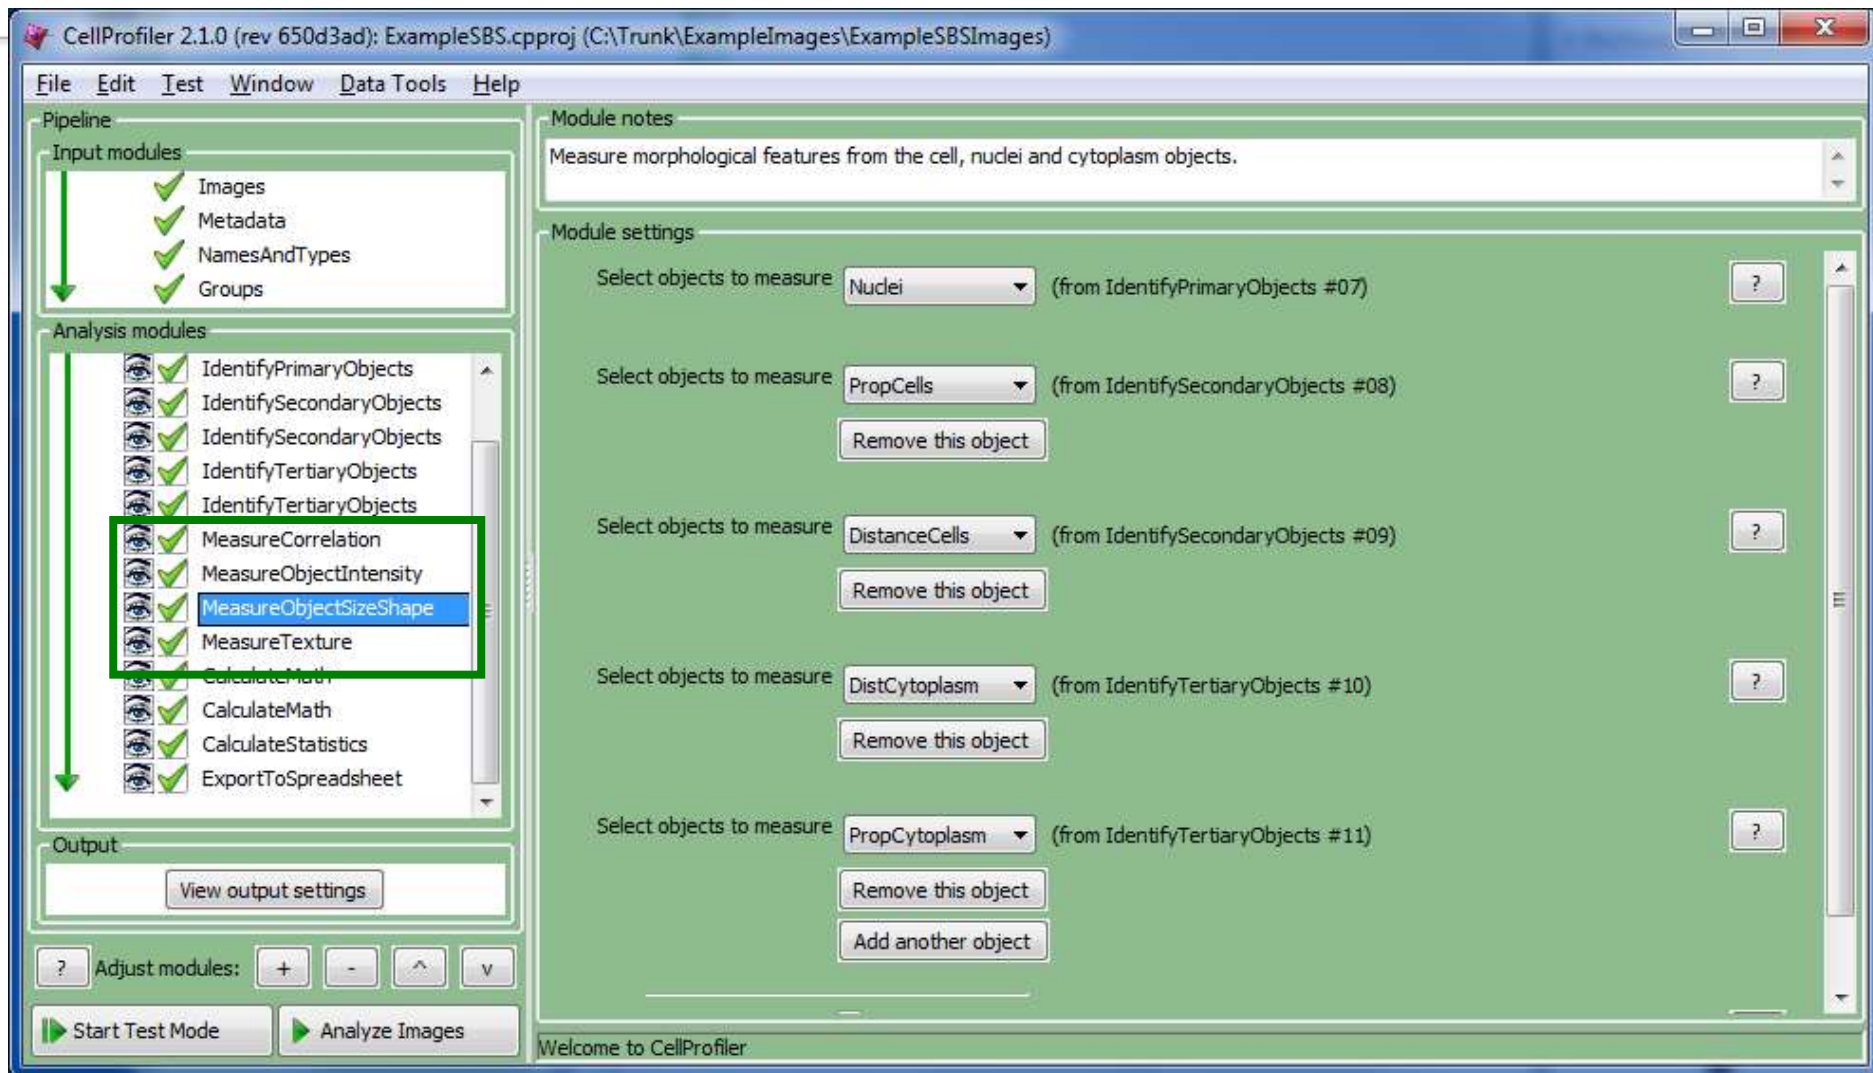 CellProfiler 2.1.0 (rev 650d3ad): ExampleSBS.cpproj (C:\Trunk\ExampleImages\ExampleSBSImages)
File Edit Test Window Data Tools Help
Pipeline
Input modules
Images
Metadata
NamesAndTypes
Groups
Analysis modules
IdentifyPrimaryObjects
IdentifySecondaryObjects
IdentifySecondaryObjects
IdentifyTertiaryObjects
IdentifyTertiaryObjects
MeasureCorrelation
MeasureObjectIntensity
MeasureObjectSizeShape
MeasureTexture
CalculateMath
CalculateMath
CalculateStatistics
ExportToSpreadsheet
Output
View output settings
? Adjust modules: + - ^ v
Start Test Mode Analyze Images
Module notes
Measure morphological features from the cell, nuclei and cytoplasm objects.
Module settings
Select objects to measure Nuclei (from IdentifyPrimaryObjects #07) ?
Select objects to measure PropCells (from IdentifySecondaryObjects #08) ?
Remove this object
Select objects to measure DistanceCells (from IdentifySecondaryObjects #09) ?
Remove this object
Select objects to measure DistCytoplasm (from IdentifyTertiaryObjects #10) ?
Remove this object
Select objects to measure PropCytoplasm (from IdentifyTertiaryObjects #11) ?
Remove this object
Add another object
Welcome to CellProfiler